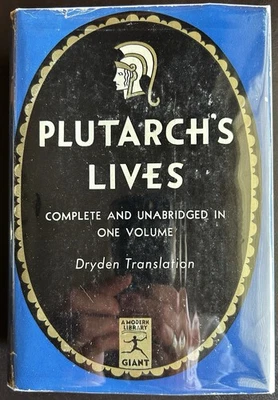 PLUTARCH'S
LIVES
COMPLETE AND UNABRIDGED IN
ONE VOLUME
Dryden Translation
A MODERN
LIBRARY
GIANT